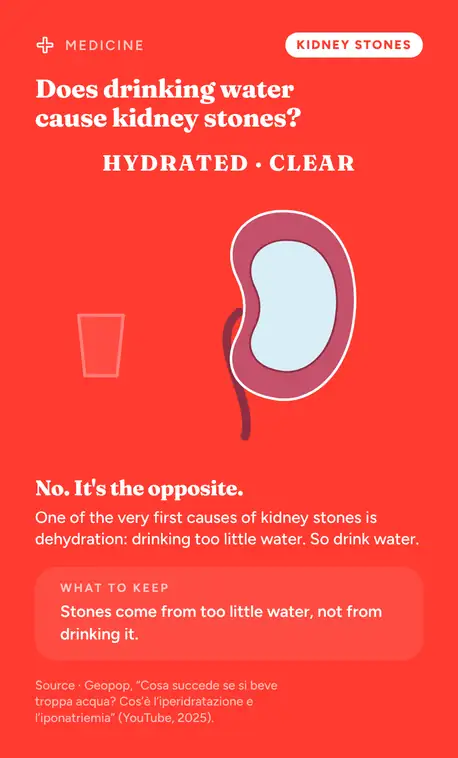 MEDICINE
KIDNEY STONES
Does drinking water
cause kidney stones?
HYDRATED · CLEAR
No. It's the opposite.
One of the very first causes of kidney stones is
dehydration: drinking too little water. So drink water.
WHAT TO KEEP
Stones come from too little water, not from
drinking it.
Source · Geopop, “Cosa succede se si beve
troppa acqua? Cos’è l’iperidratazione e
l’iponatriemia” (YouTube, 2025).